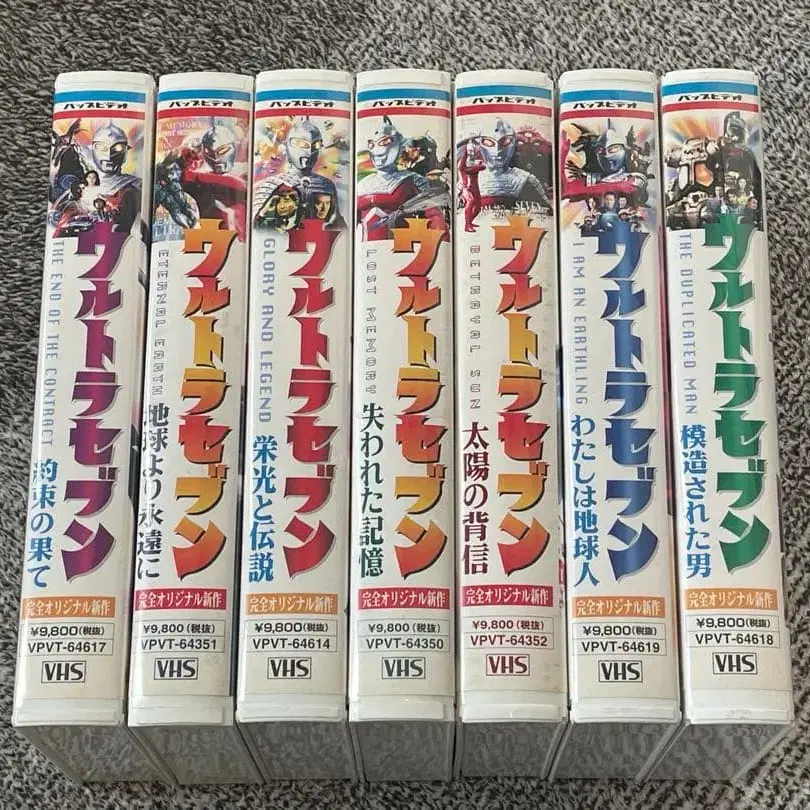 バップビデオ
ウルトラセブン
THE END OF THE CONTRACT
約束の果て
完全オリジナル新作
¥9,800(税抜)
VPVT-64617
VHS
バップビデオ
ウルトラセブン
ETERNAL EARTH
地球より永遠に
完全オリジナル新作
¥9,800(税抜)
VPVT-64351
VHS
バップビデオ
ウルトラセブン
GLORY AND LEGEND
栄光と伝説
完全オリジナル新作
¥9,800(税抜)
VPVT-64614
VHS
バップビデオ
ウルトラセブン
LOST MEMORY
失われた記憶
完全オリジナル新作
¥9,800(税抜)
VPVT-64350
VHS
バップビデオ
ウルトラセブン
BETRAYAL SUN
太陽の背信
完全オリジナル新作
¥9,800(税抜)
VPVT-64352
VHS
バップビデオ
ウルトラセブン
I AM AN EARTHLING
わたしは地球人
完全オリジナル新作
¥9,800(税抜)
VPVT-64619
VHS
バップビデオ
ウルトラセブン
THE DUPLICATED MAN
模造された男
完全オリジナル新作
¥9,800(税抜)
VPVT-64618
VHS